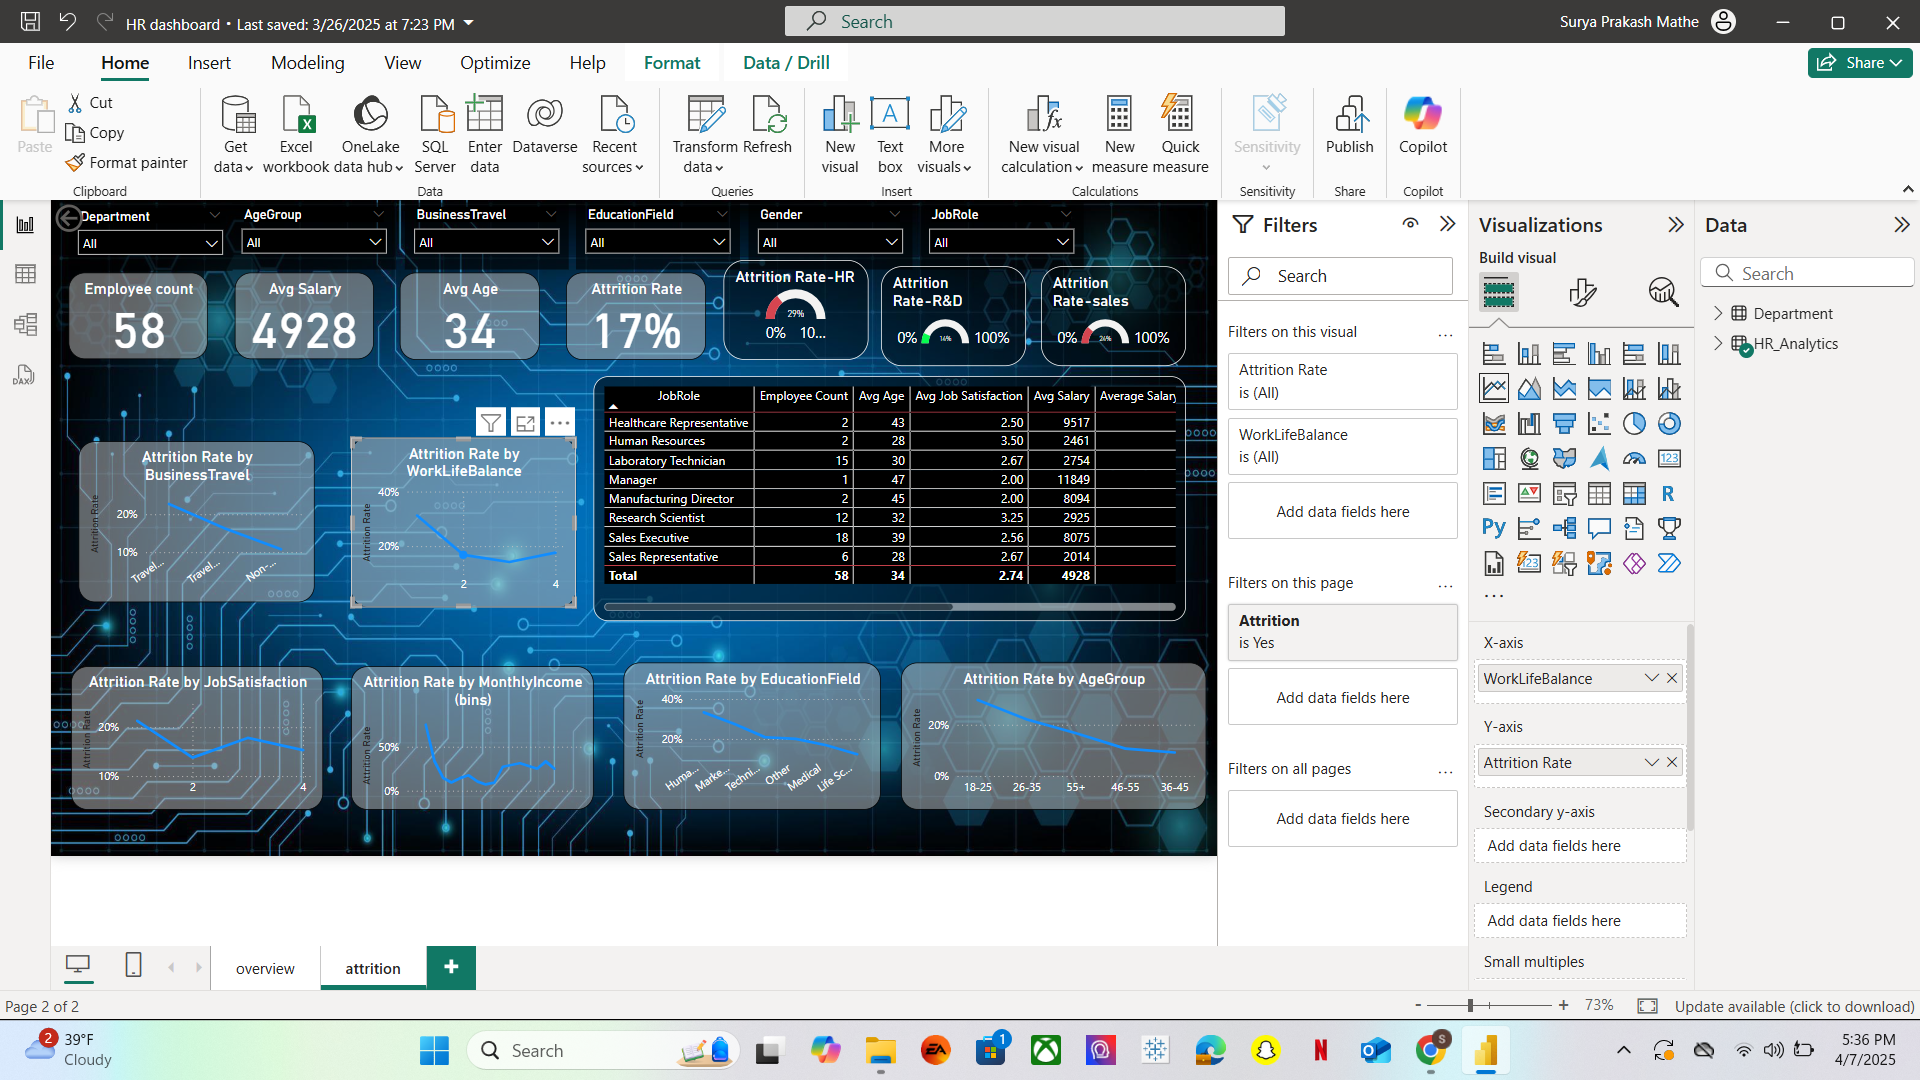 HR dashboard • Last saved: 3/26/2025 at 7:23 PM
Search
Surya Prakash Mathe
File
Home
Insert
Modeling
View
Optimize
Help
Format
Data / Drill
Share
Paste
Cut
Copy
Format painter
Clipboard
Get data
Excel workbook
OneLake data hub
SQL Server
Enter data
Dataverse
Recent sources
Data
Transform data
Refresh
Queries
New visual
Text box
More visuals
Insert
New visual calculation
New measure
Quick measure
Calculations
Sensitivity
Sensitivity
Publish
Share
Copilot
Copilot
DAX
Department
All
AgeGroup
All
BusinessTravel
All
EducationField
All
Gender
All
JobRole
All
Employee count
58
Avg Salary
4928
Avg Age
34
Attrition Rate
17%
Attrition Rate-HR
29%
0% 10...
Attrition
Rate-R&D
0% 14% 100%
Attrition
Rate-sales
0% 24% 100%
Attrition Rate by
BusinessTravel
Attrition Rate
20%
10%
Travel...
Travel...
Non-...
Attrition Rate by
WorkLifeBalance
Attrition Rate
40%
20%
2 4
JobRole Employee Count Avg Age Avg Job Satisfaction Avg Salary Average Salary
Healthcare Representative 2 43 2.50 9517
Human Resources 2 28 3.50 2461
Laboratory Technician 15 30 2.67 2754
Manager 1 47 2.00 11849
Manufacturing Director 2 45 2.00 8094
Research Scientist 12 32 3.25 2925
Sales Executive 18 39 2.56 8075
Sales Representative 6 28 2.67 2014
Total 58 34 2.74 4928
Attrition Rate by JobSatisfaction
Attrition Rate
20%
10%
2 4
Attrition Rate by MonthlyIncome
(bins)
Attrition Rate
50%
0%
Attrition Rate by EducationField
Attrition Rate
40%
20%
Huma...
Marke...
Techni...
Other
Medical
Life Sc...
Attrition Rate by AgeGroup
Attrition Rate
20%
0%
18-25 26-35 55+ 46-55 36-45
Filters
Search
Filters on this visual ...
Attrition Rate
is (All)
WorkLifeBalance
is (All)
Add data fields here
Filters on this page ...
Attrition
is Yes
Add data fields here
Filters on all pages ...
Add data fields here
Visualizations
Build visual
123
R
Py
123
...
X-axis
WorkLifeBalance
Y-axis
Attrition Rate
Secondary y-axis
Add data fields here
Legend
Add data fields here
Small multiples
Data
Search
Department
HR_Analytics
overview
attrition
+
Page 2 of 2
- + 73%
Update available (click to download)
2
39°F
Cloudy
Search
EA
1
N
S
5:36 PM
4/7/2025